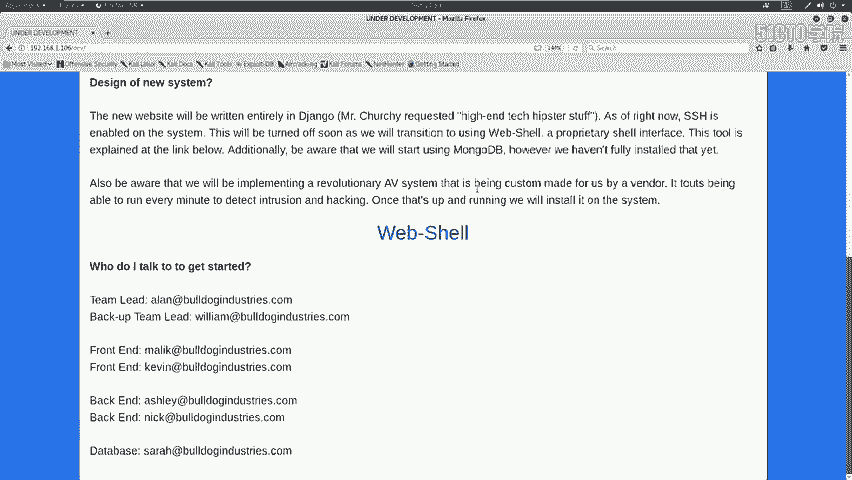 UNDER DEVELOPMENT - Mozilla Firefox
UNDER DEVELOPMENT
192.168.1.106/dev/
Search
Most Visited Offensive Security Kali Linux Kali Docs Kali Tools Exploit-DB Aircrack-ng Kali Forums NetHunter Getting Started
Design of new system?
The new website will be written entirely in Django (Mr. Churchy requested "high-end tech hipster stuff"). As of right now, SSH is
enabled on the system. This will be turned off soon as we will transition to using Web-Shell, a proprietary shell interface. This tool is
explained at the link below. Additionally, be aware that we will start using MongoDB, however we haven't fully installed that yet.
Also be aware that we will be implementing a revolutionary AV system that is being custom made for us by a vendor. It touts being
able to run every minute to detect intrusion and hacking. Once that's up and running we will install it on the system.
Web-Shell
Who do I talk to to get started?
Team Lead: alan@bulldogindustries.com
Back-up Team Lead: william@bulldogindustries.com
Front End: malik@bulldogindustries.com
Front End: kevin@bulldogindustries.com
Back End: ashley@bulldogindustries.com
Back End: nick@bulldogindustries.com
Database: sarah@bulldogindustries.com